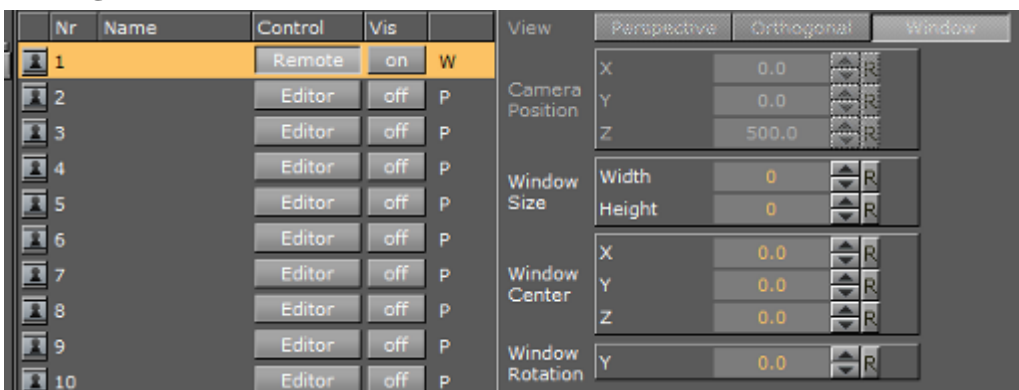 Nr Name Control Vis
1 Remote on W
2 Editor off P
3 Editor off P
4 Editor off P
5 Editor off P
6 Editor off P
7 Editor off P
8 Editor off P
9 Editor off P
10 Editor off P
View Perspective Orthogonal Window
Camera Position
X 0.0 R
Y 0.0 R
Z 500.0 R
Window Size
Width 0 R
Height 0 R
Window Center
X 0.0 R
Y 0.0 R
Z 0.0 R
Window Rotation
Y 0.0 R